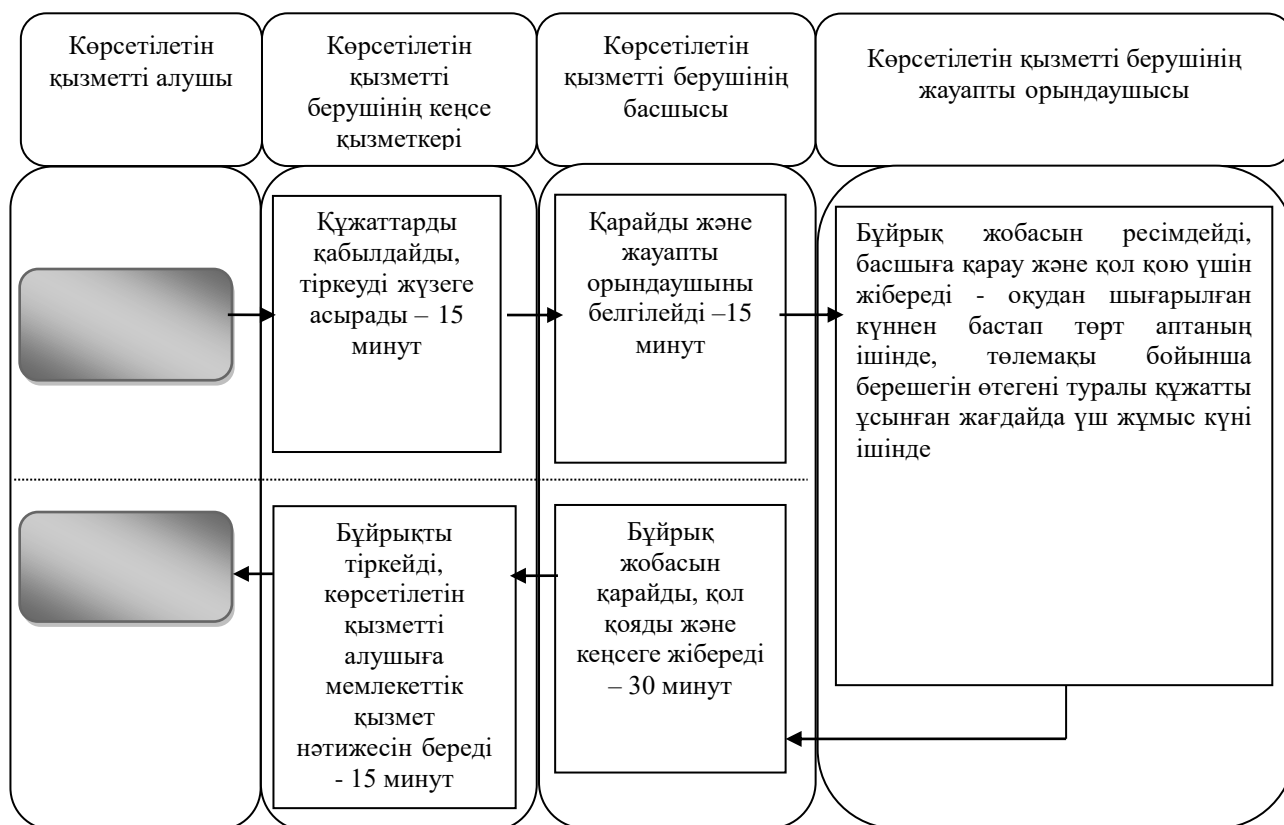 Көрсетілетін
қызметті алушы
Көрсетілетін
қызметті
берушінің кеңсе
қызметкері
Көрсетілетін
қызметті берушінің
басшысы
Көрсетілетін қызметті берушінің
жауапты орындаушысы
Құжаттарды
қабылдайды,
тіркеуді жүзеге
асырады – 15
минут
Қарайды және
жауапты
орындаушыны
белгілейді –15
минут
Бұйрық жобасын ресімдейді,
басшыға қарау және қол қою үшін
жібереді - оқудан шығарылған
күннен бастап төрт аптаның
ішінде, төлемақы бойынша
берешегін өтегені туралы құжатты
ұсынған жағдайда үш жұмыс күні
ішінде
Бұйрықты
тіркейді,
көрсетілетін
қызметті
алушыға
мемлекеттік
қызмет
нәтижесін береді
- 15 минут
Бұйрық
жобасын
қарайды, қол
қояды және
кеңсеге жібереді
– 30 минут